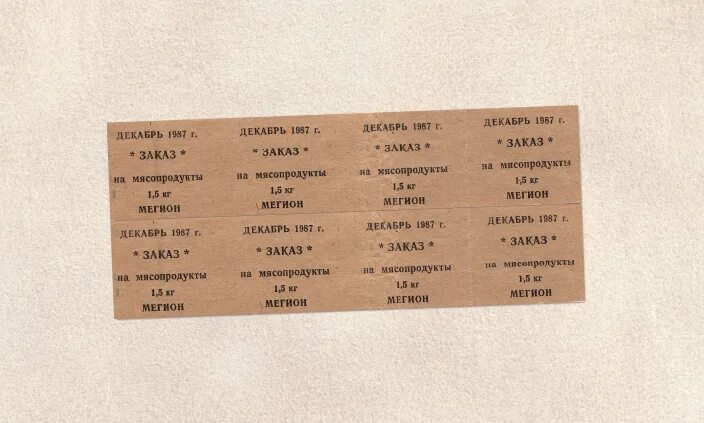 ДЕКАБРЬ 1987 г.
* ЗАКАЗ *
на мясопродукты
1,5 кг
МЕГИОН
ДЕКАБРЬ 1987 г.
* ЗАКАЗ *
на мясопродукты
1,5 кг
МЕГИОН
ДЕКАБРЬ 1987 г.
* ЗАКАЗ *
на мясопродукты
1,5 кг
МЕГИОН
ДЕКАБРЬ 1987 г.
* ЗАКАЗ *
на мясопродукты
1,5 кг
МЕГИОН
ДЕКАБРЬ 1987 г.
* ЗАКАЗ *
на мясопродукты
1,5 кг
МЕГИОН
ДЕКАБРЬ 1987 г.
* ЗАКАЗ *
на мясопродукты
1,5 кг
МЕГИОН
ДЕКАБРЬ 1987 г.
* ЗАКАЗ *
на мясопродукты
1,5 кг
МЕГИОН
ДЕКАБРЬ 1987 г.
* ЗАКАЗ *
на мясопродукты
1,5 кг
МЕГИОН